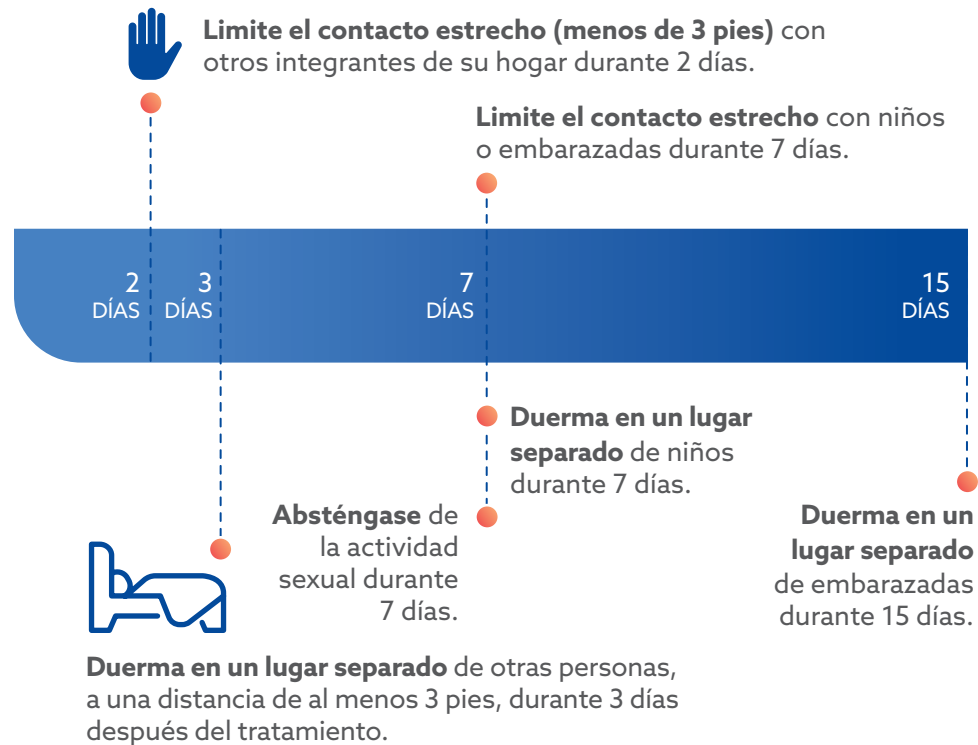 Limite el contacto estrecho (menos de 3 pies) con
otros integrantes de su hogar durante 2 días.
Limite el contacto estrecho con niños
o embarazadas durante 7 días.
2
DÍAS
3
DÍAS
7
DÍAS
15
DÍAS
Duerma en un lugar
separado de niños
durante 7 días.
Absténgase de
la actividad
sexual durante
7 días.
Duerma en un
lugar separado
de embarazadas
durante 15 días.
Duerma en un lugar separado de otras personas,
a una distancia de al menos 3 pies, durante 3 días
después del tratamiento.